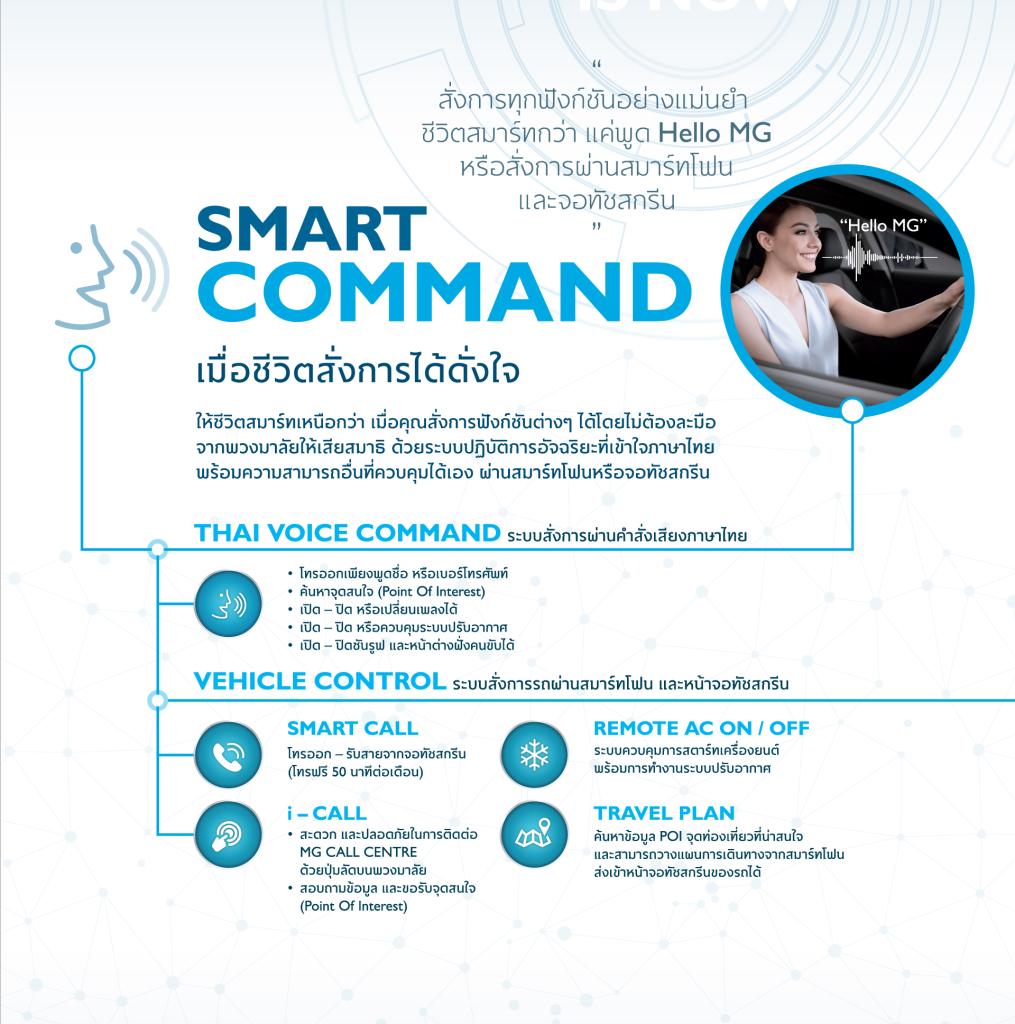 IS NOW
“
สั่งการทุกฟังก์ชันอย่างแม่นยำ
ชีวิตสมาร์ทกว่า แค่พูด Hello MG
หรือสั่งการผ่านสมาร์ทโฟน
และจอทัชสกรีน
”
“Hello MG”
SMART
COMMAND
เมื่อชีวิตสั่งการได้ดั่งใจ
ให้ชีวิตสมาร์ทเหนือกว่า เมื่อคุณสั่งการฟังก์ชันต่างๆ ได้โดยไม่ต้องละมือ
จากพวงมาลัยให้เสียสมาธิ ด้วยระบบปฏิบัติการอัจฉริยะที่เข้าใจภาษาไทย
พร้อมความสามารถอื่นที่ควบคุมได้เอง ผ่านสมาร์ทโฟนหรือจอทัชสกรีน
THAI VOICE COMMAND ระบบสั่งการผ่านคำสั่งเสียงภาษาไทย
• โทรออกเพียงพูดชื่อ หรือเบอร์โทรศัพท์
• ค้นหาจุดสนใจ (Point Of Interest)
• เปิด – ปิด หรือเปลี่ยนเพลงได้
• เปิด – ปิด หรือควบคุมระบบปรับอากาศ
• เปิด – ปิดซันรูฟ และหน้าต่างฝั่งคนขับได้
VEHICLE CONTROL ระบบสั่งการรถผ่านสมาร์ทโฟน และหน้าจอทัชสกรีน
SMART CALL
โทรออก – รับสายจากจอทัชสกรีน
(โทรฟรี 50 นาทีต่อเดือน)
REMOTE AC ON / OFF
ระบบควบคุมการสตาร์ทเครื่องยนต์
พร้อมการทำงานระบบปรับอากาศ
i – CALL
• สะดวก และปลอดภัยในการติดต่อ
MG CALL CENTRE
ด้วยปุ่มลัดบนพวงมาลัย
• สอบถามข้อมูล และขอรับจุดสนใจ
(Point Of Interest)
TRAVEL PLAN
ค้นหาข้อมูล POI จุดท่องเที่ยวที่น่าสนใจ
และสามารถวางแผนการเดินทางจากสมาร์ทโฟน
ส่งเข้าหน้าจอทัชสกรีนของรถได้